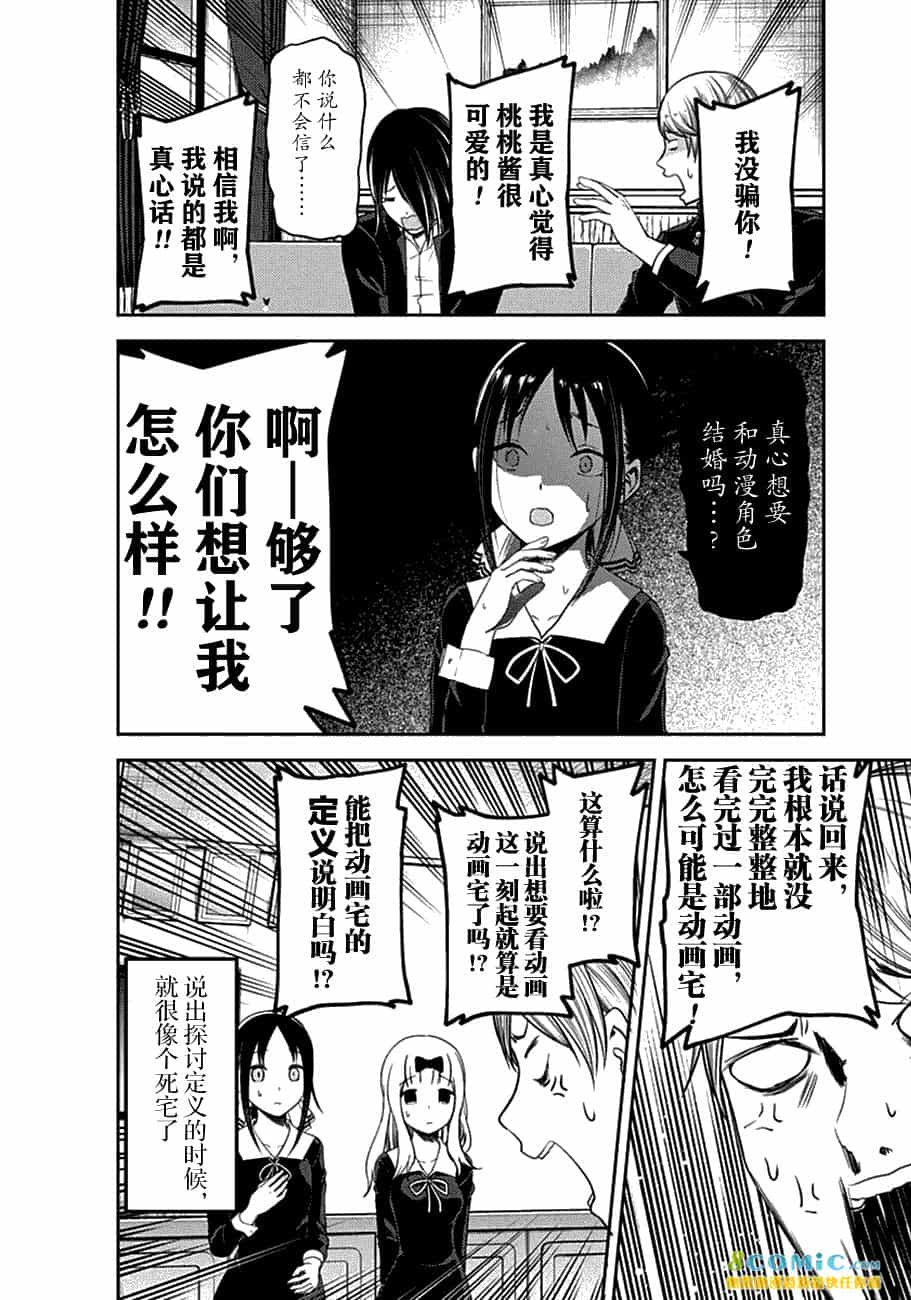 我没骗你！
我是真心觉得
桃桃酱很
可爱的！
你说什么
都不会信了……
相信我啊，
我说的都是
真心话！！
真心想要
和动漫角色
结婚吗……？
啊—够了
你们想让我
怎么样！！
话说回来，
我根本就没
完完整整地
看完过一部动画，
怎么可能是动画宅！
这算什么啦！？
说出想要看动画
这一刻起就算是
动画宅了吗！？
能把动画宅的
定义说明白吗！？
说出探讨定义的时候，
就很像个死宅了
8COMIC.COM